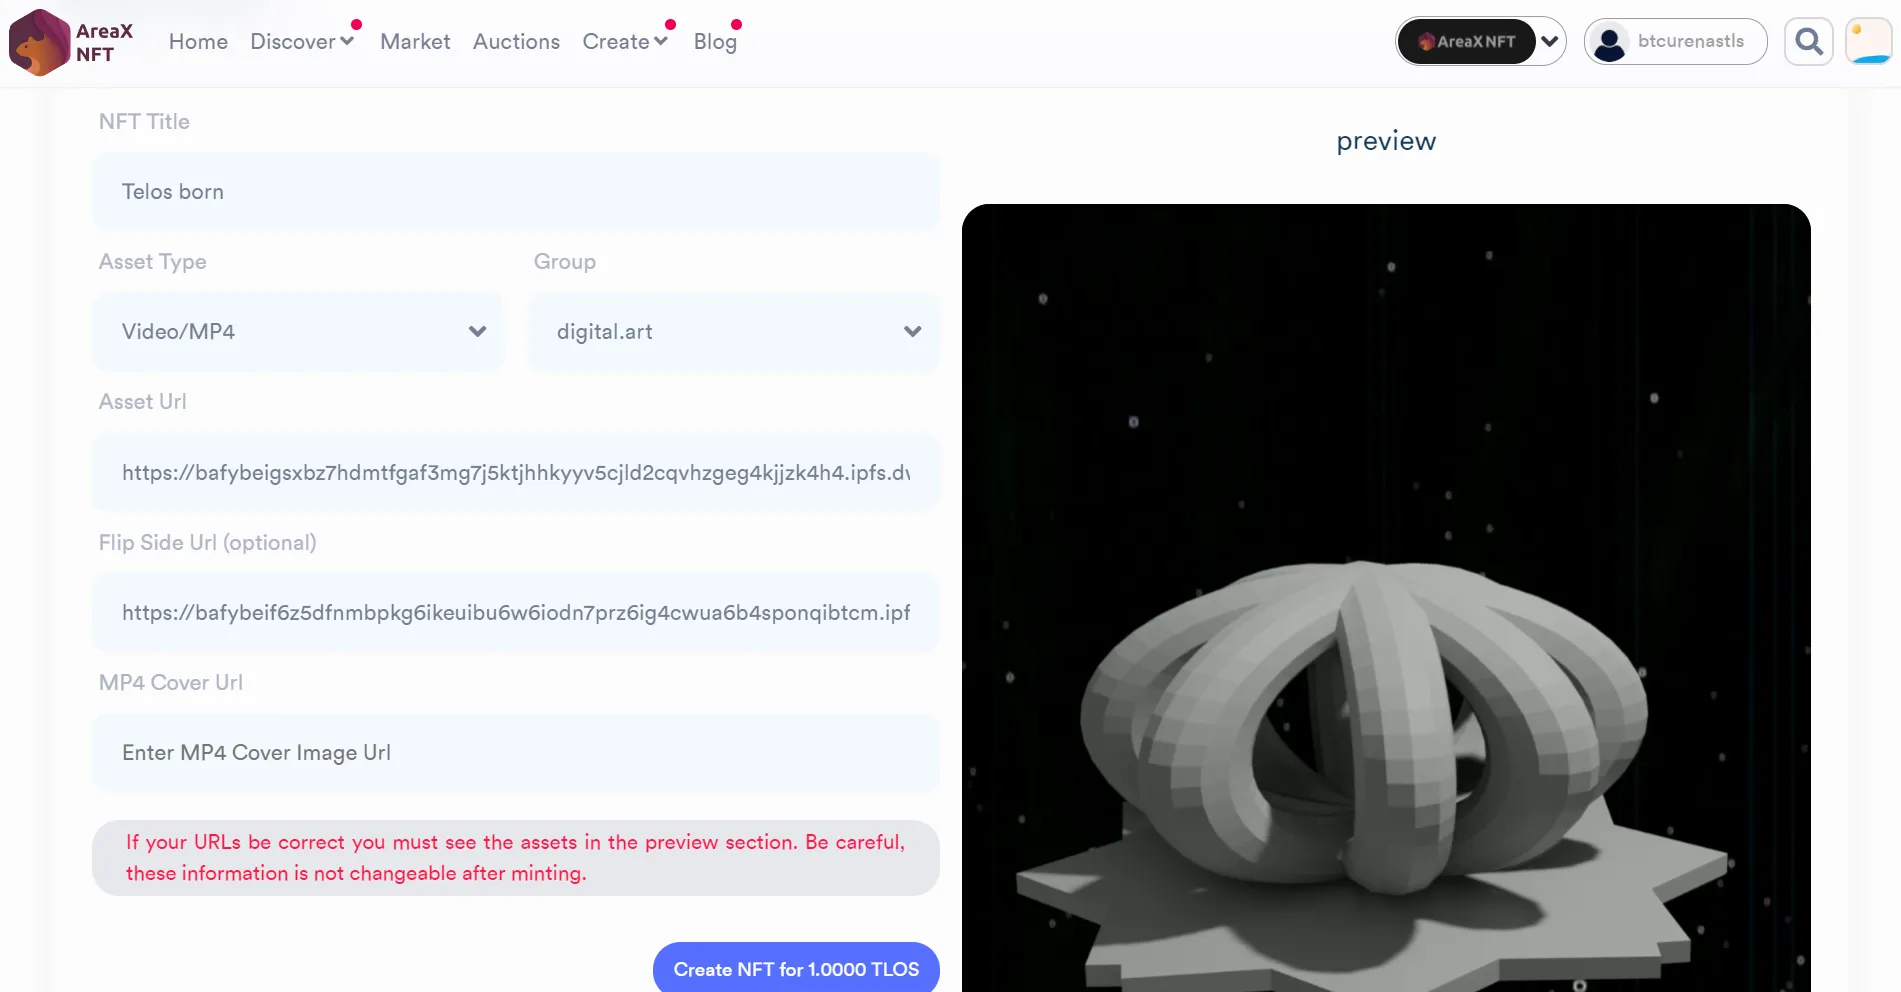 AreaX
NFT
Home
Discover
Market
Auctions
Create
Blog
AreaX NFT
btcurenastls
NFT Title
Telos born
Asset Type
Group
Video/MP4
digital.art
Asset Url
https://bafybeigsxbz7hdmtfgaf3mg7j5ktjhhkyyv5cjld2cqvhzgeg4kjjzk4h4.ipfs.dw
Flip Side Url (optional)
https://bafybeif6z5dfnmbpkg6ikeuibu6w6iodn7prz6ig4cwua6b4sponqibtcm.ipf
MP4 Cover Url
Enter MP4 Cover Image Url
If your URLs be correct you must see the assets in the preview section. Be careful,
these information is not changeable after minting.
Create NFT for 1.0000 TLOS
preview